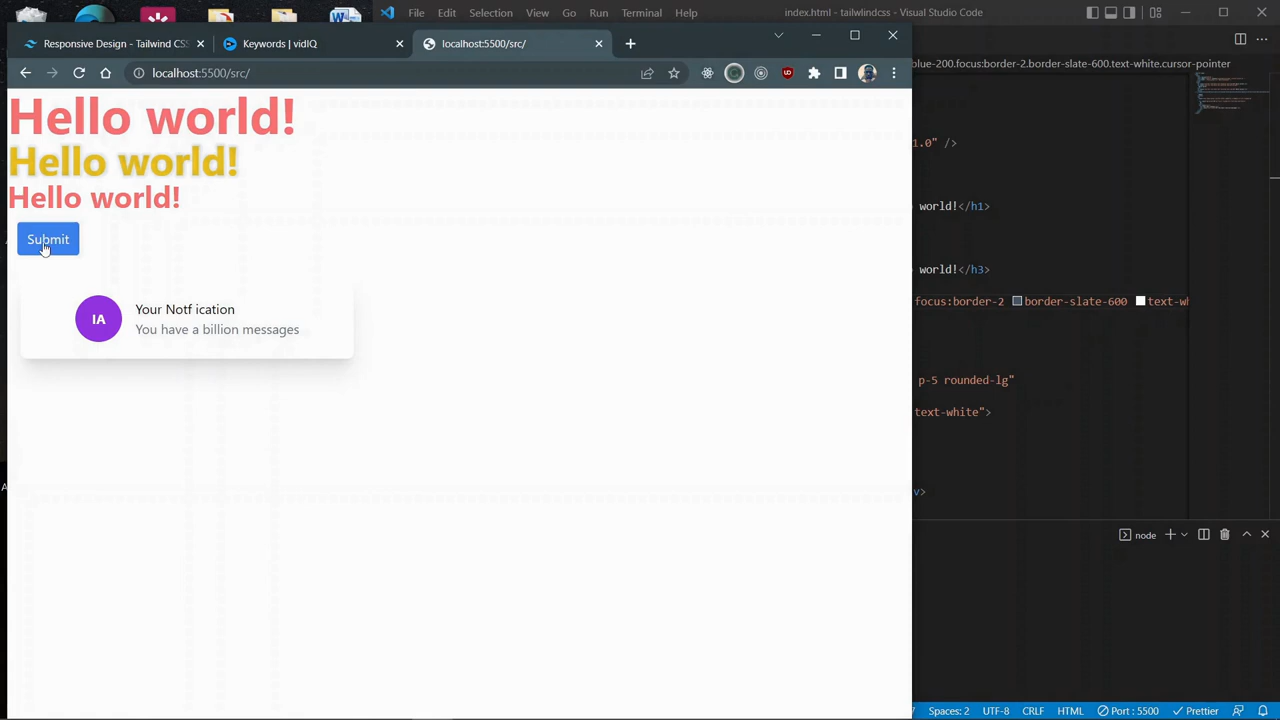 File Edit Selection View Go Run Terminal Help index.html - tailwindcss - Visual Studio Code
Responsive Design - Tailwind CSS
Keywords | vidIQ
localhost:5500/src/
localhost:5500/src/
blue-200.focus:border-2.border-slate-600.text-white.cursor-pointer
Hello world!
Hello world!
Hello world!
Submit
IA
Your Notf ication
You have a billion messages
1.0" />
world!</h1>
world!</h3>
focus:border-2 border-slate-600 text-wh
p-5 rounded-lg"
text-white">
v>
node
Spaces: 2 UTF-8 CRLF HTML Port : 5500 Prettier